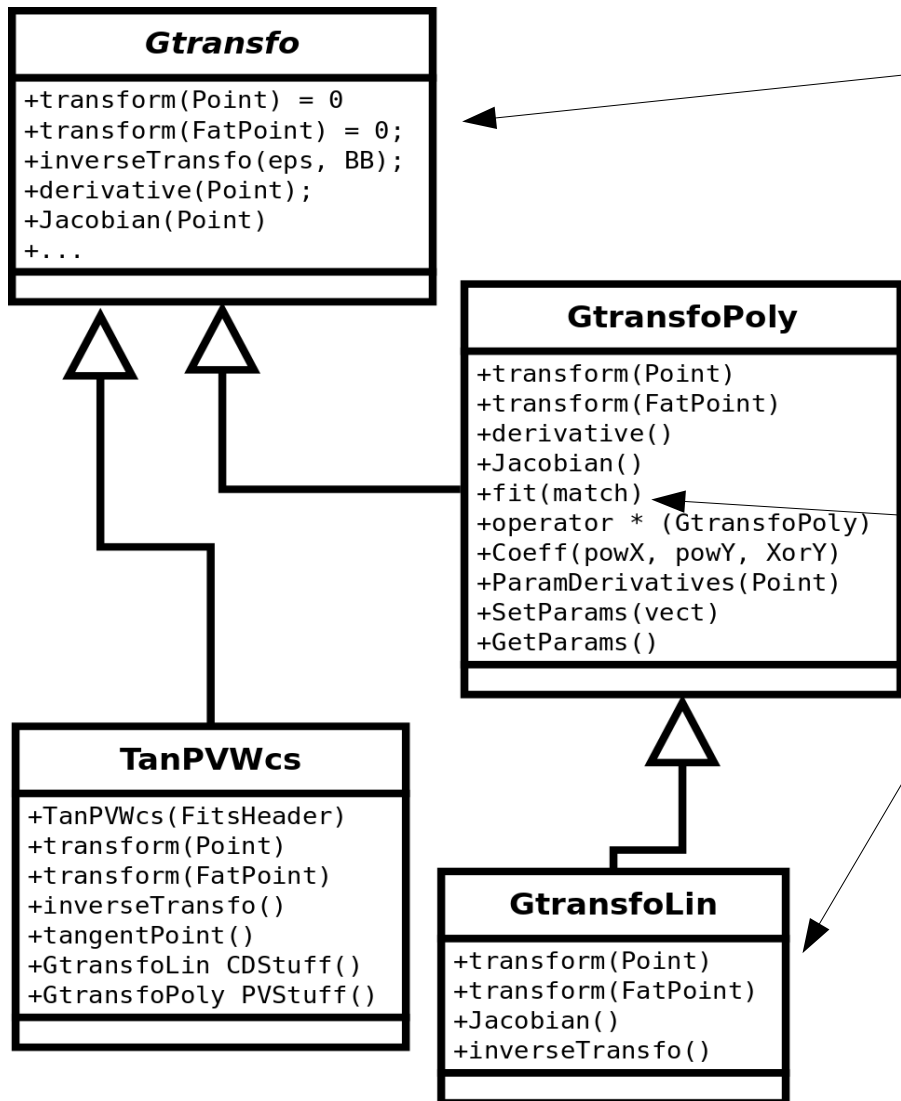 Gtransfo
+transform(Point) = 0
+transform(FatPoint) = 0;
+inverseTransfo(eps, BB);
+derivative(Point);
+Jacobian(Point)
+...
GtransfoPoly
+transform(Point)
+transform(FatPoint)
+derivative()
+Jacobian()
+fit(match)
+operator * (GtransfoPoly)
+Coeff(powX, powY, XorY)
+ParamDerivatives(Point)
+SetParams(vect)
+GetParams()
TanPVWcs
+TanPVWcs(FitsHeader)
+transform(Point)
+transform(FatPoint)
+inverseTransfo()
+tangentPoint()
+GtransfoLin CDStuff()
+GtransfoPoly PVStuff()
GtransfoLin
+transform(Point)
+transform(FatPoint)
+Jacobian()
+inverseTransfo()